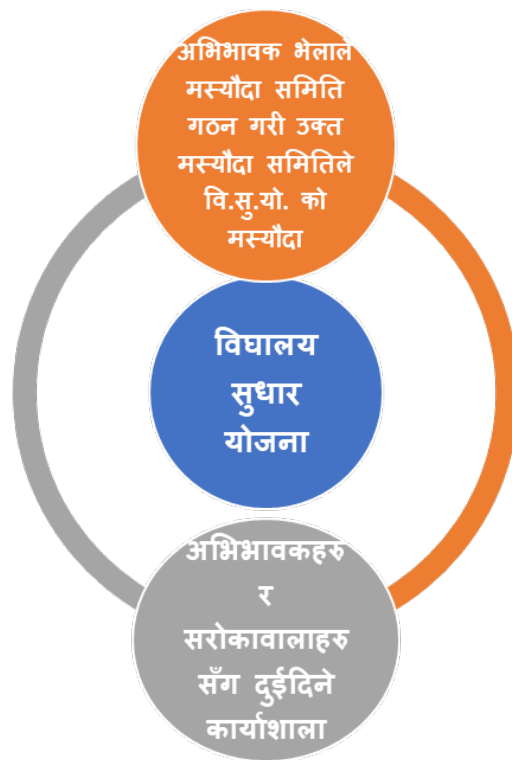 अभिभावक भेलाले
मस्यौदा समिति
गठन गरी उक्त
मस्यौदा समितिले
वि.सु.यो. को
मस्यौदा
विघालय
सुधार
योजना
अभिभावकहरु
र
सरोकावालाहरु
सँग दुईदिने
कार्याशाला